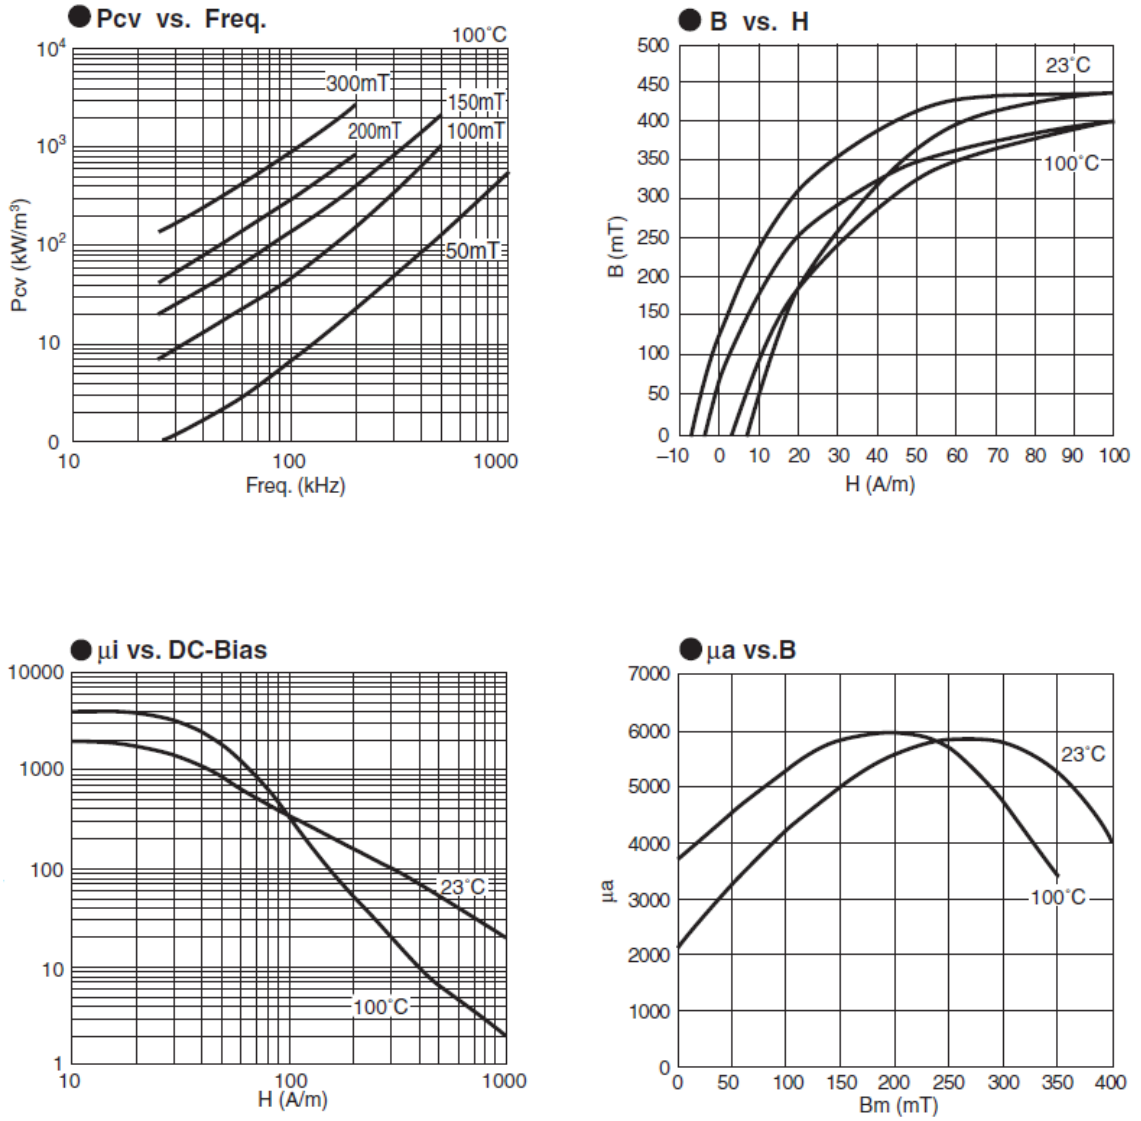 ● Pcv vs. Freq.
100˚C
10⁴
10³
10²
10
0
Pcv (kW/m³)
300mT
150mT
200mT
100mT
50mT
10 100 1000
Freq. (kHz)
● B vs. H
500
450
400
350
300
250
200
150
100
50
0
B (mT)
23˚C
100˚C
–10 0 10 20 30 40 50 60 70 80 90 100
H (A/m)
● µi vs. DC-Bias
10000
1000
100
10
1
23˚C
100˚C
10 100 1000
H (A/m)
● µa vs.B
7000
6000
5000
4000
3000
2000
1000
0
µa
23˚C
100˚C
0 50 100 150 200 250 300 350 400
Bm (mT)